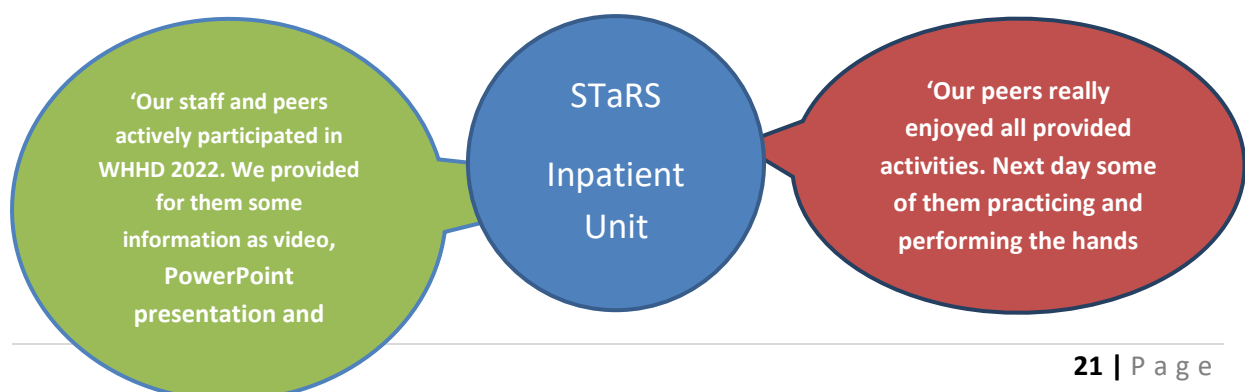 ‘Our staff and peers
actively participated in
WHHD 2022. We provided
for them some
information as video,
PowerPoint
presentation and
STaRS
Inpatient
Unit
‘Our peers really
enjoyed all provided
activities. Next day some
of them practicing and
performing the hands
21 | P a g e